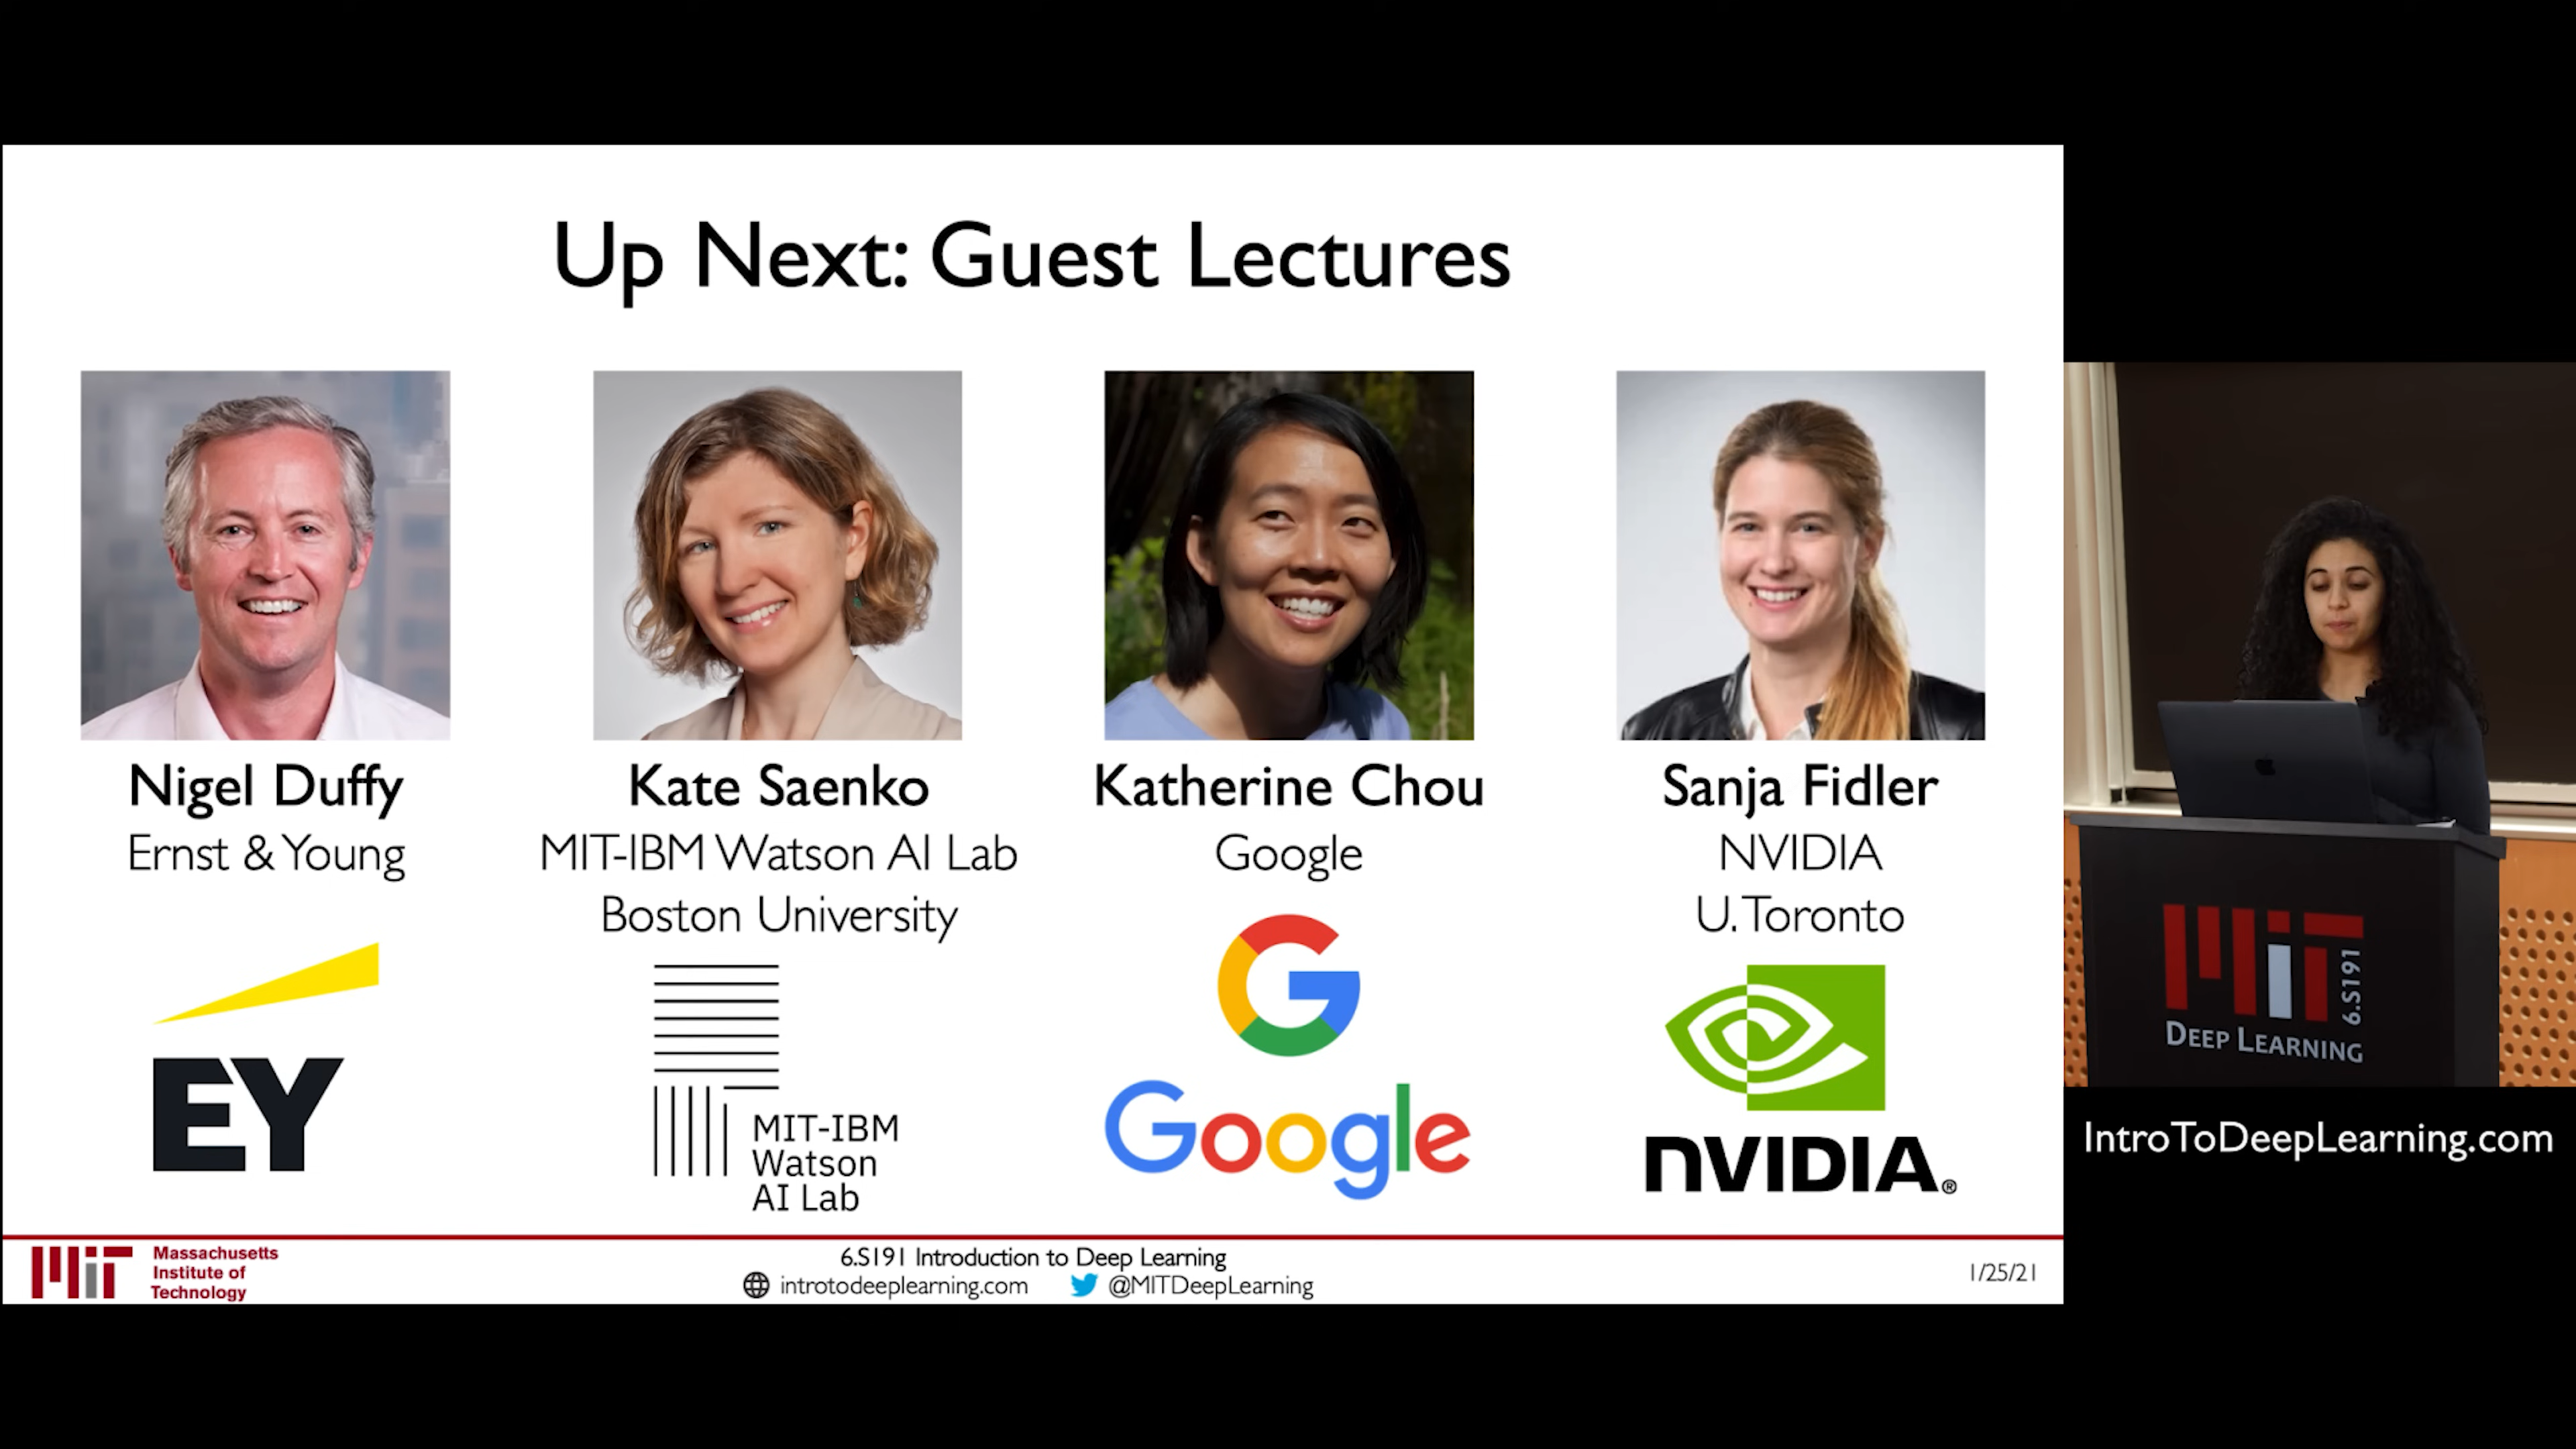 Up Next: Guest Lectures
Nigel Duffy
Ernst & Young
EY
Kate Saenko
MIT-IBM Watson AI Lab
Boston University
MIT-IBM
Watson
AI Lab
Katherine Chou
Google
G
Google
Sanja Fidler
NVIDIA
U. Toronto
NVIDIA®
MIT
Massachusetts
Institute of
Technology
6.S191 Introduction to Deep Learning
introtodeeplearning.com @MITDeepLearning
1/25/21
MIT 6.S191
DEEP LEARNING
IntroToDeepLearning.com